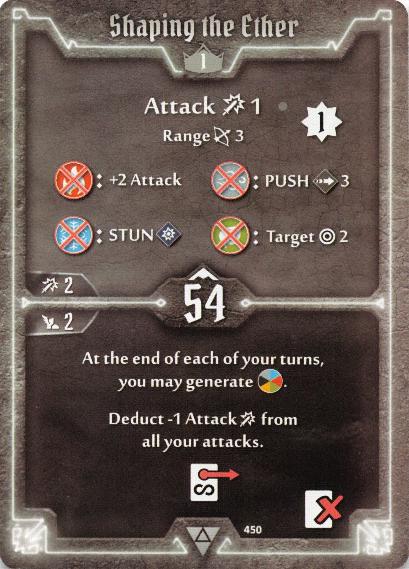 Shaping the Ether
1
Attack 1
1
Range 3
: +2 Attack
: PUSH 3
: STUN
: Target 2
2
54
2
At the end of each of your turns,
you may generate .
Deduct -1 Attack from
all your attacks.
450